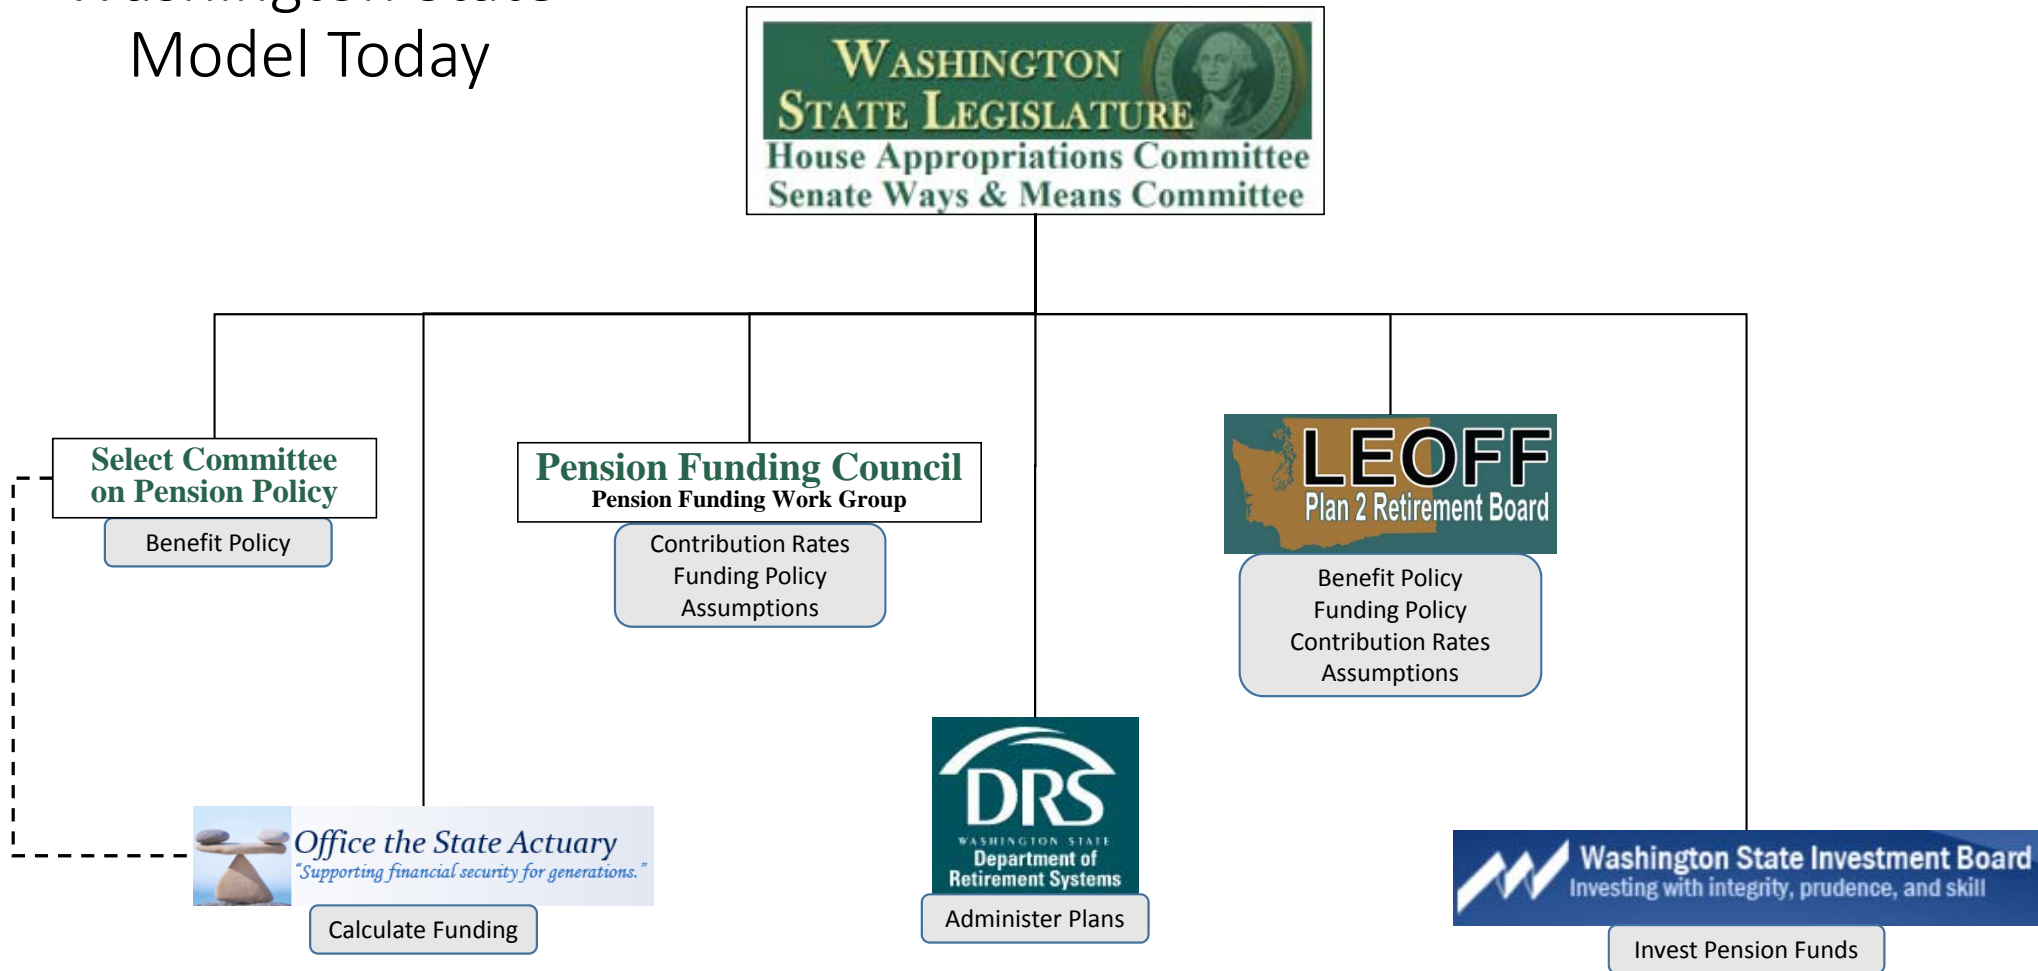 Washington State
Model Today
WASHINGTON
STATE LEGISLATURE
House Appropriations Committee
Senate Ways & Means Committee
Select Committee
on Pension Policy
Benefit Policy
Pension Funding Council
Pension Funding Work Group
Contribution Rates
Funding Policy
Assumptions
LEOFF
Plan 2 Retirement Board
Benefit Policy
Funding Policy
Contribution Rates
Assumptions
Office the State Actuary
"Supporting financial security for generations."
Calculate Funding
DRS
WASHINGTON STATE
Department of
Retirement Systems
Administer Plans
Washington State Investment Board
Investing with integrity, prudence, and skill
Invest Pension Funds